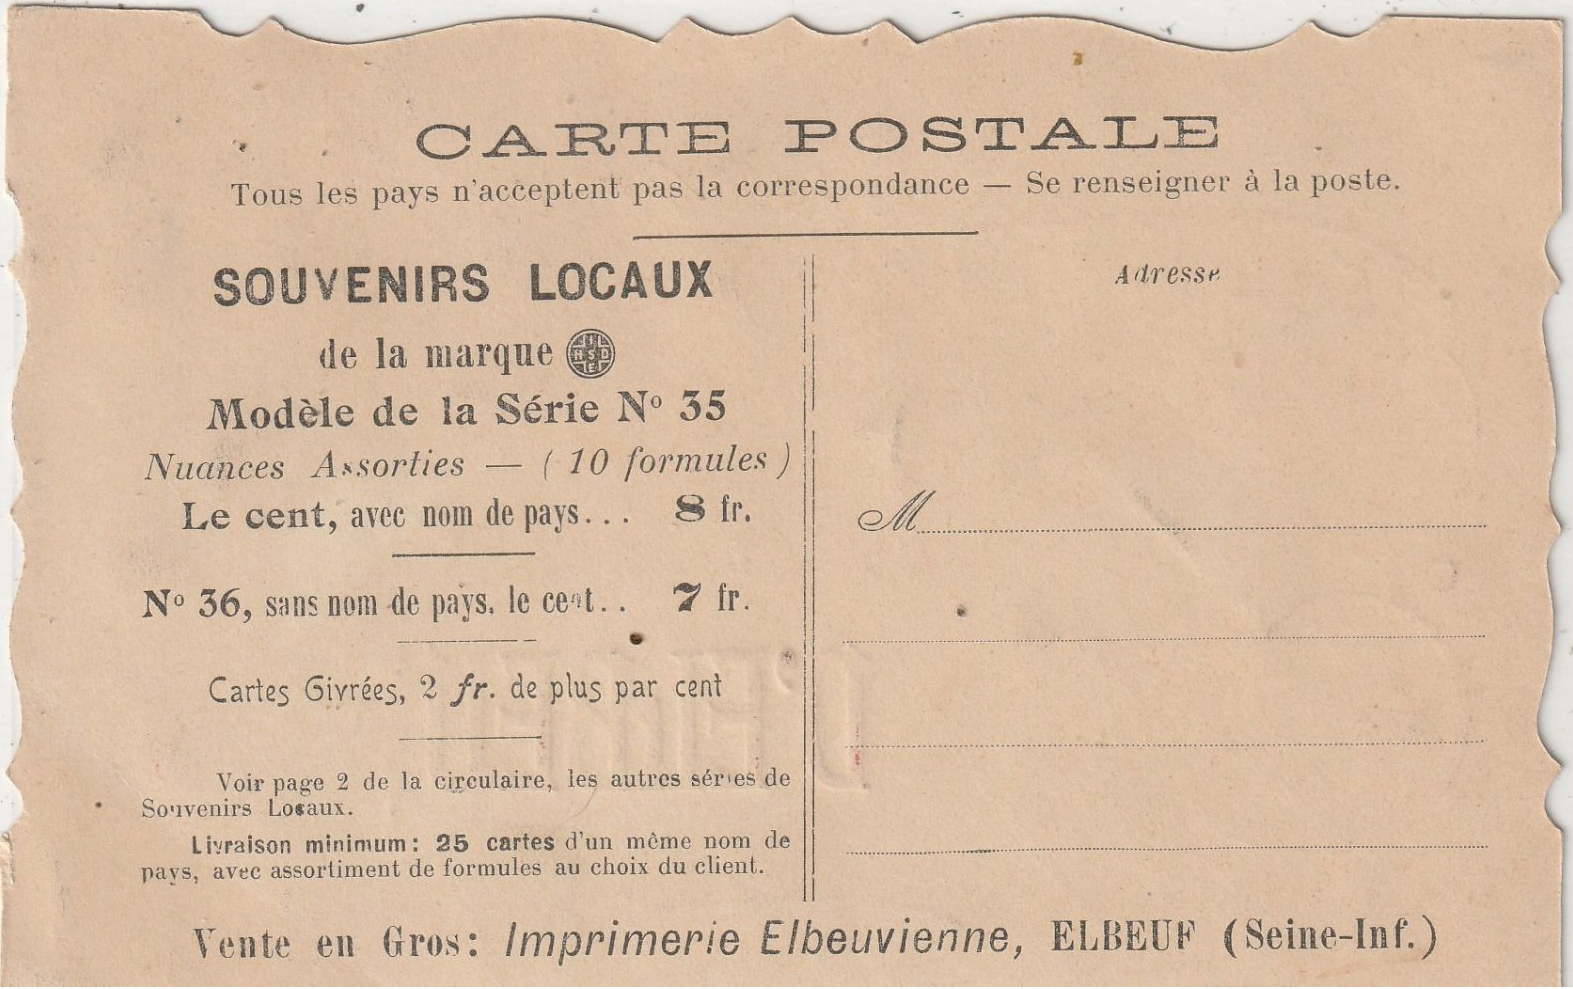 CARTE POSTALE
Tous les pays n'acceptent pas la correspondance — Se renseigner à la poste.
SOUVENIRS LOCAUX
de la marque
Modèle de la Série Nº 35
Nuances Assorties — ( 10 formules )
Le cent, avec nom de pays... 8 fr.
Nº 36, sans nom de pays, le cent.. 7 fr.
Cartes Givrées, 2 fr. de plus par cent
Voir page 2 de la circulaire, les autres séries de
Souvenirs Locaux.
Livraison minimum: 25 cartes d'un même nom de
pays, avec assortiment de formules au choix du client.
Adresse
M
Vente en Gros: Imprimerie Elbeuvienne, ELBEUF (Seine-Inf.)